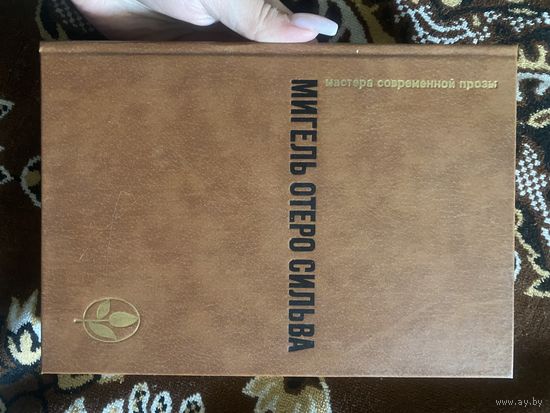 мастера современной прозы
МИГЕЛЬ ОТЕРО СИЛЬВА
www.ay.by